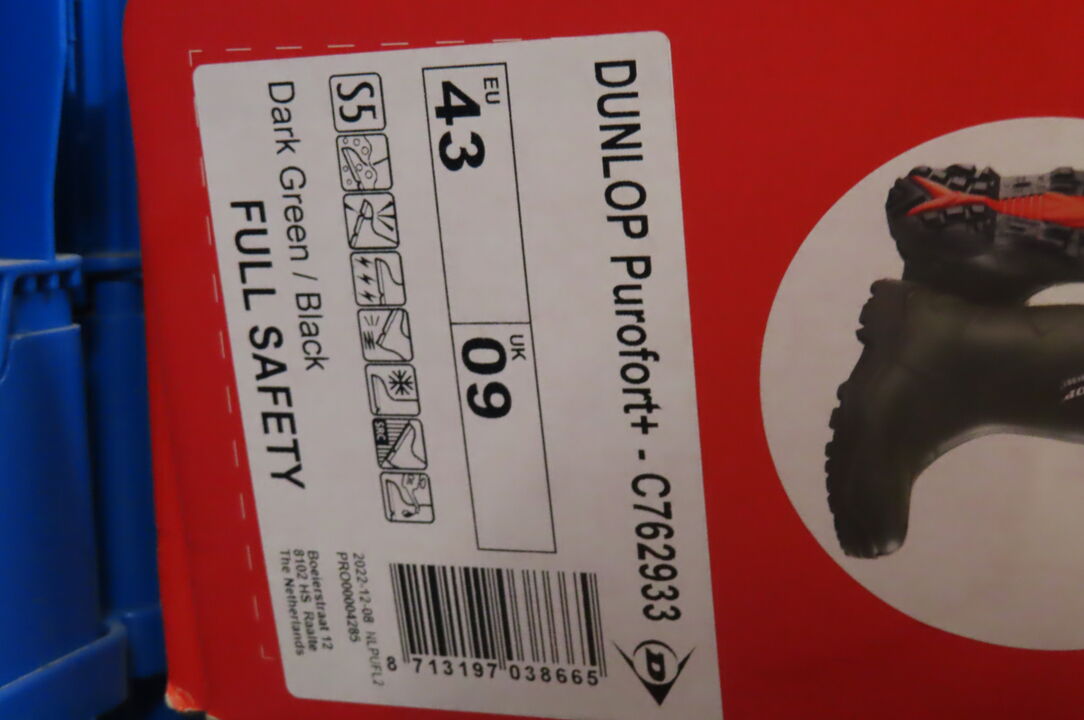 DUNLOP Purofort+ - C762933
D
EU
43
UK
09
S5
SRC
Dark Green / Black
FULL SAFETY
8 713197 038665
2022-12-08 NLPUFL2
PRO00004285
Boeierstraat 12
8102 HS Raalte
The Netherlands